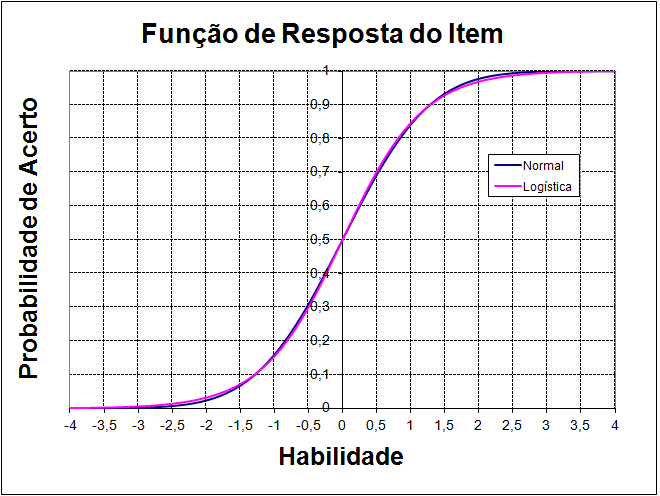 Função de Resposta do Item
Probabilidade de Acerto
1
0,9
0,8
0,7
0,6
0,5
0,4
0,3
0,2
0,1
0
Normal
Logística
-4 -3,5 -3 -2,5 -2 -1,5 -1 -0,5 0 0,5 1 1,5 2 2,5 3 3,5 4
Habilidade